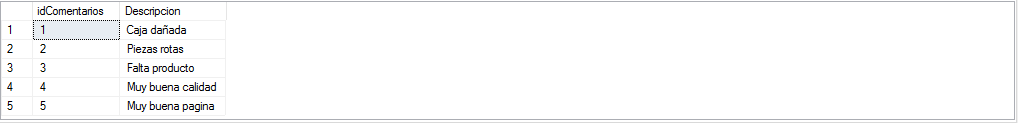 idComentarios Descripcion
1 1 Caja dañada
2 2 Piezas rotas
3 3 Falta producto
4 4 Muy buena calidad
5 5 Muy buena pagina